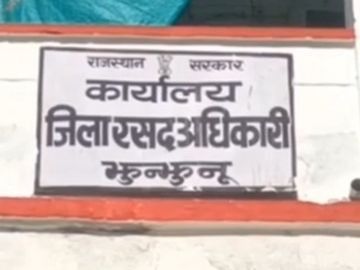 राजस्थान सरकार
कार्यालय
जिला रसद अधिकारी
झुन्झुनू